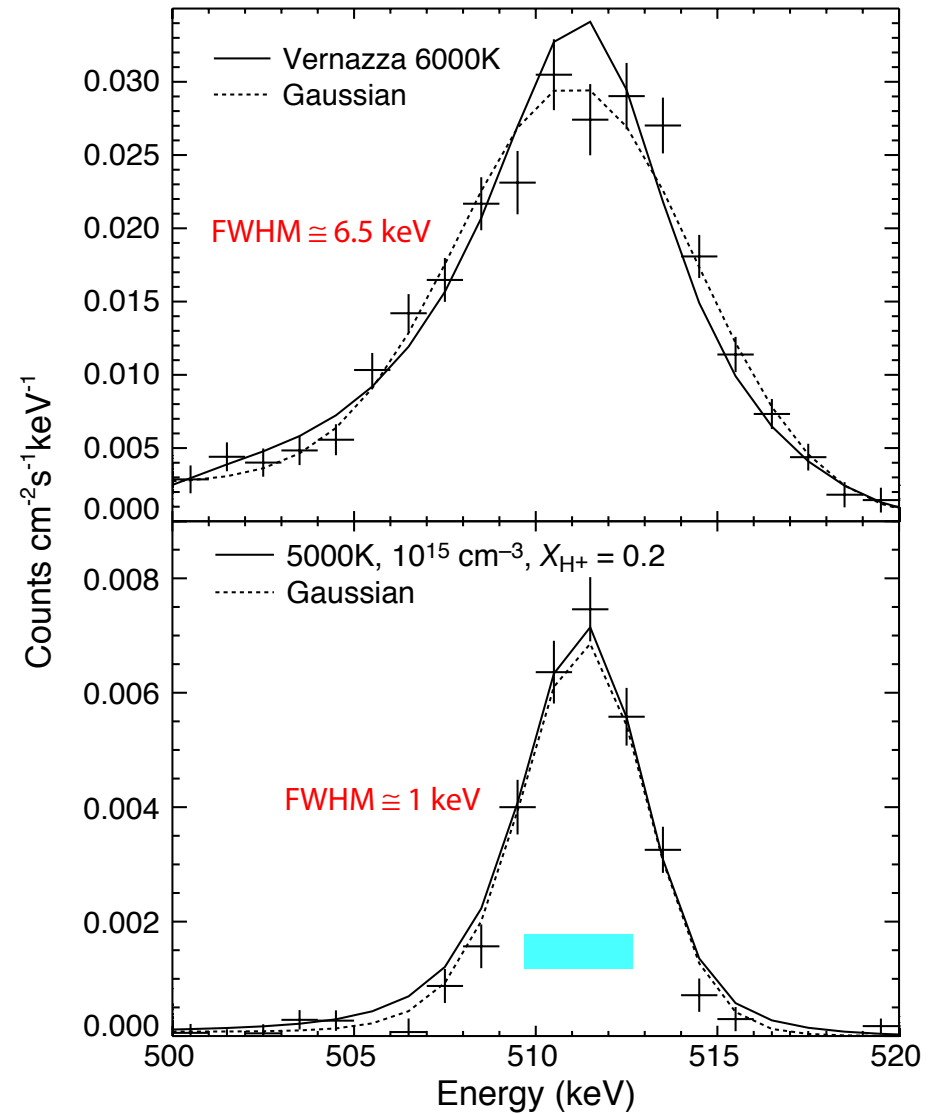 Vernazza 6000K
Gaussian
FWHM ≅ 6.5 keV
0.030
0.025
0.020
0.015
0.010
0.005
0.000
Counts cm⁻²s⁻¹keV⁻¹
5000K, 10¹⁵ cm⁻³, X_H+ = 0.2
Gaussian
FWHM ≅ 1 keV
0.008
0.006
0.004
0.002
0.000
500 505 510 515 520
Energy (keV)